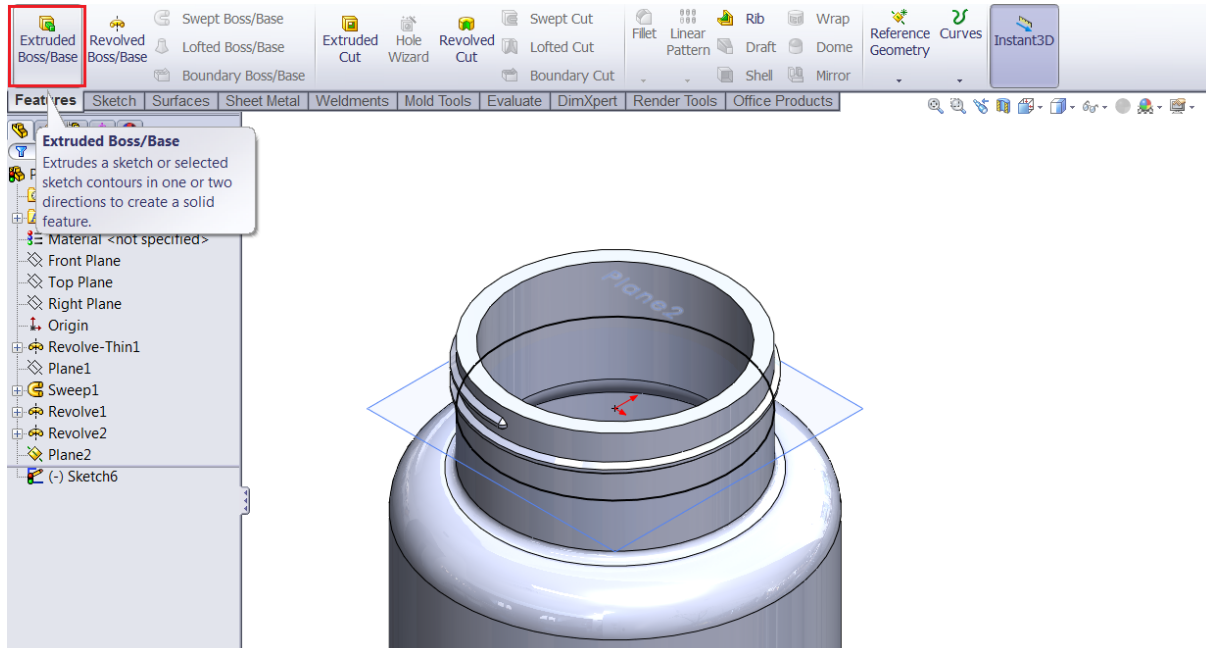 Extruded Boss/Base
Revolved Boss/Base
Swept Boss/Base
Lofted Boss/Base
Boundary Boss/Base
Extruded Cut
Hole Wizard
Revolved Cut
Swept Cut
Lofted Cut
Boundary Cut
Fillet
Linear Pattern
Rib
Draft
Shell
Wrap
Dome
Mirror
Reference Geometry
Curves
Instant3D
Features
Sketch
Surfaces
Sheet Metal
Weldments
Mold Tools
Evaluate
DimXpert
Render Tools
Office Products
Extruded Boss/Base
Extrudes a sketch or selected
sketch contours in one or two
directions to create a solid
feature.
Material <not specified>
Front Plane
Top Plane
Right Plane
Origin
Revolve-Thin1
Plane1
Sweep1
Revolve1
Revolve2
Plane2
(-) Sketch6
Plane2